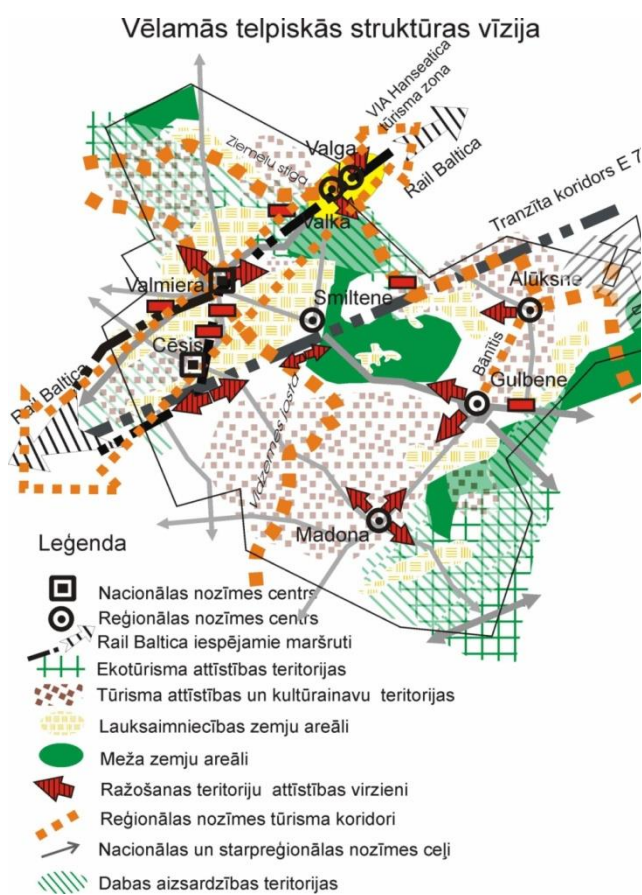 Vēlamās telpiskās struktūras vīzija
VIA Hanseatica
tūrisma zona
Rail Baltica
Ziemeļu stīga
Valga
Valka
Tranzīta koridors E 7
Valmiera
Smiltene
Alūksne
Cēsis
Bānītis
Gulbene
Rail Baltica
Vidzemes josta
Madona
Leģenda
Nacionālas nozīmes centrs
Reģionālas nozīmes centrs
Rail Baltica iespējamie maršruti
Ekotūrisma attīstības teritorijas
Tūrisma attīstības un kultūrainavu teritorijas
Lauksaimniecības zemju areāli
Meža zemju areāli
Ražošanas teritoriju attīstības virzieni
Reģionālas nozīmes tūrisma koridori
Nacionālas un starpreģionālas nozīmes ceļi
Dabas aizsardzības teritorijas